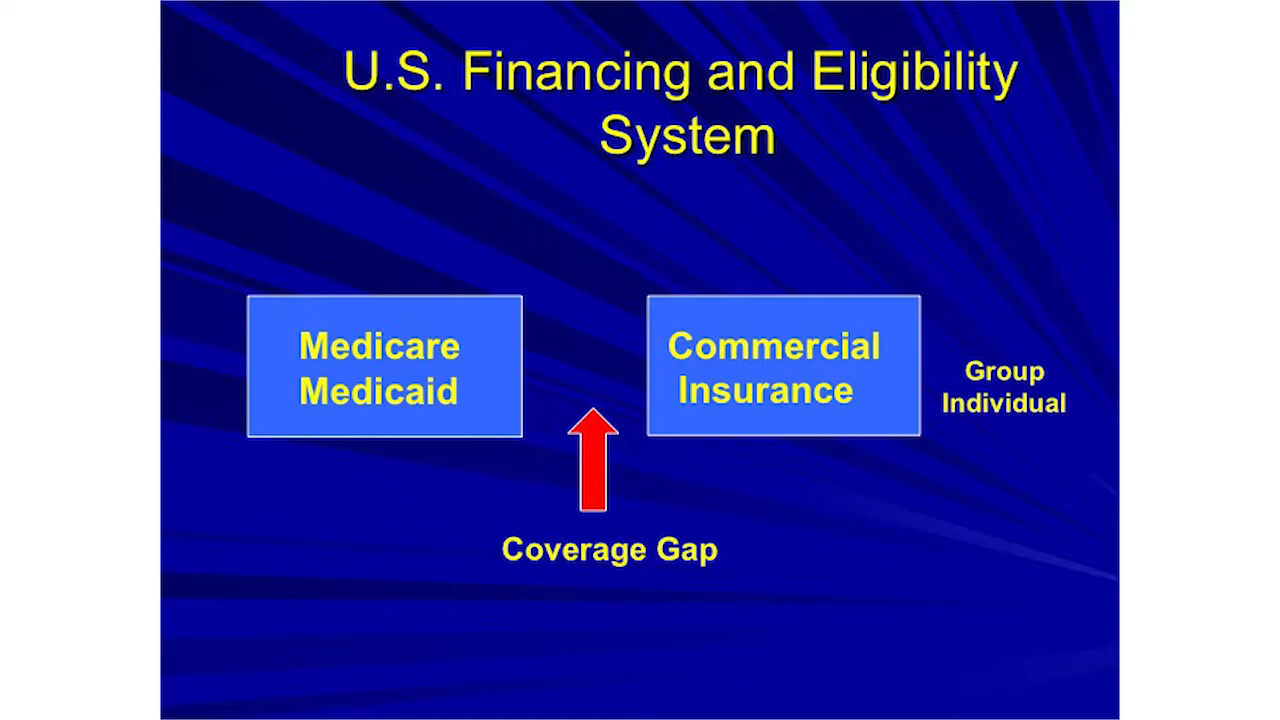 U.S. Financing and Eligibility
System
Medicare
Medicaid
Commercial
Insurance
Group
Individual
Coverage Gap